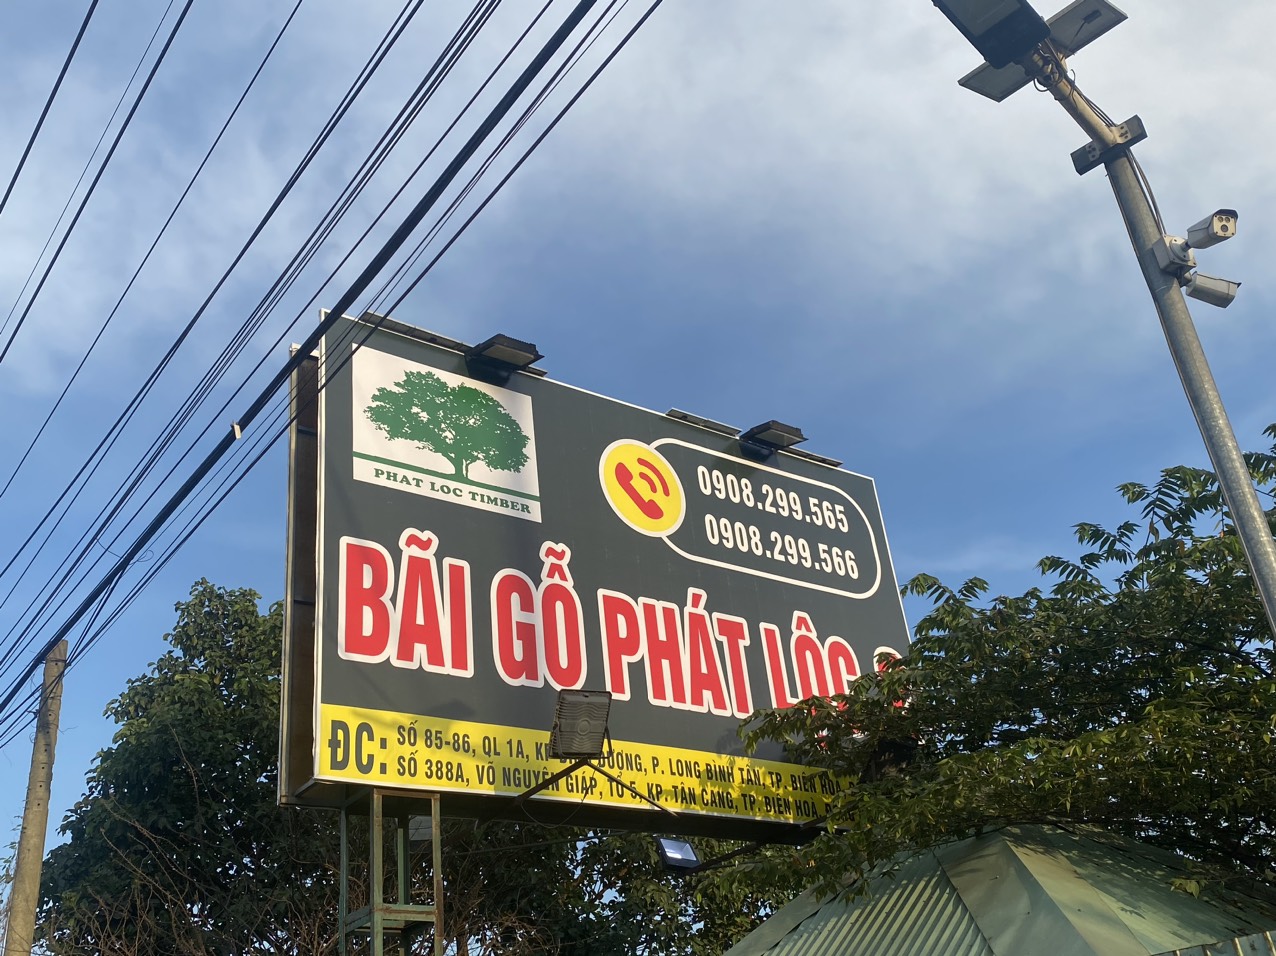 PHAT LOC TIMBER
0908.299.565
0908.299.566
BÃI GỖ PHÁT LỘC
ĐC:
SỐ 85-86, QL 1A, P. LONG BÌNH TÂN, TP. BIÊN HÒA
SỐ 388A, VÕ NGUYÊN GIÁP, TỔ 5, KP. TÂN CANG, TP. BIÊN HOÀ,